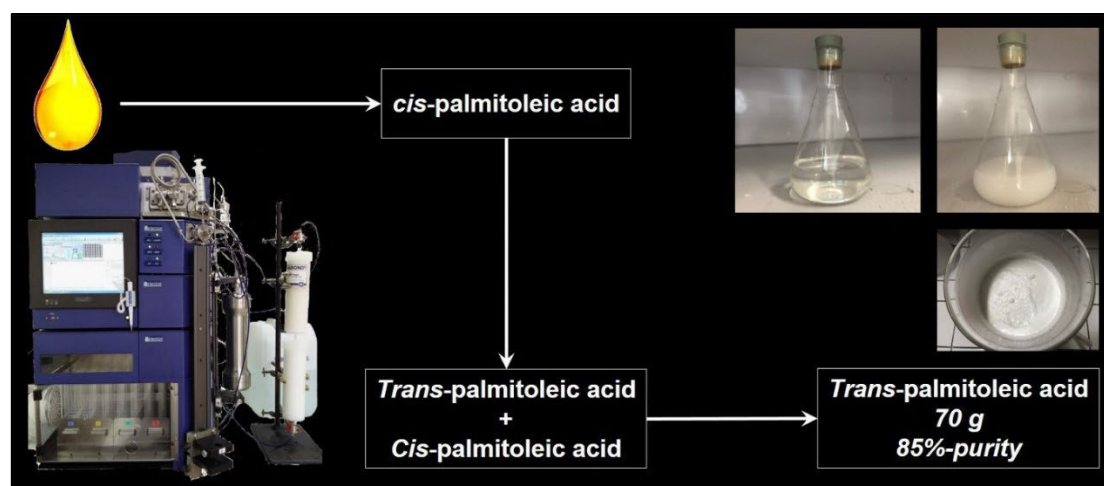 cis-palmitoleic acid
Trans-palmitoleic acid
+
Cis-palmitoleic acid
Trans-palmitoleic acid
70 g
85%-purity